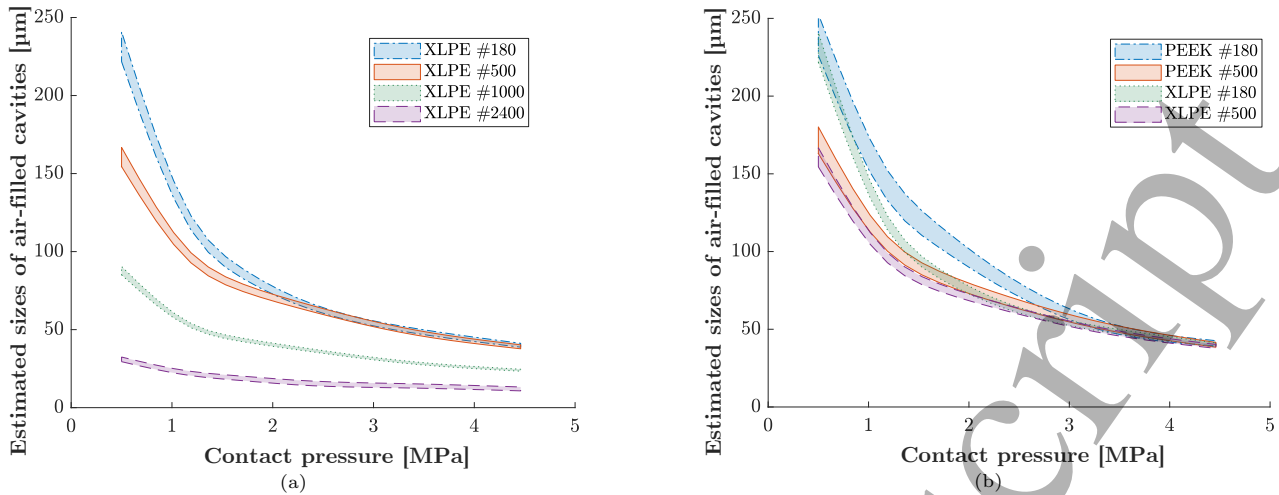 250
200
150
100
50
0
0 1 2 3 4 5
Estimated sizes of air-filled cavities [µm]
Contact pressure [MPa]
XLPE #180
XLPE #500
XLPE #1000
XLPE #2400
(a)
250
200
150
100
50
0
0 1 2 3 4 5
Estimated sizes of air-filled cavities [µm]
Contact pressure [MPa]
PEEK #180
PEEK #500
XLPE #180
XLPE #500
(b)
cript